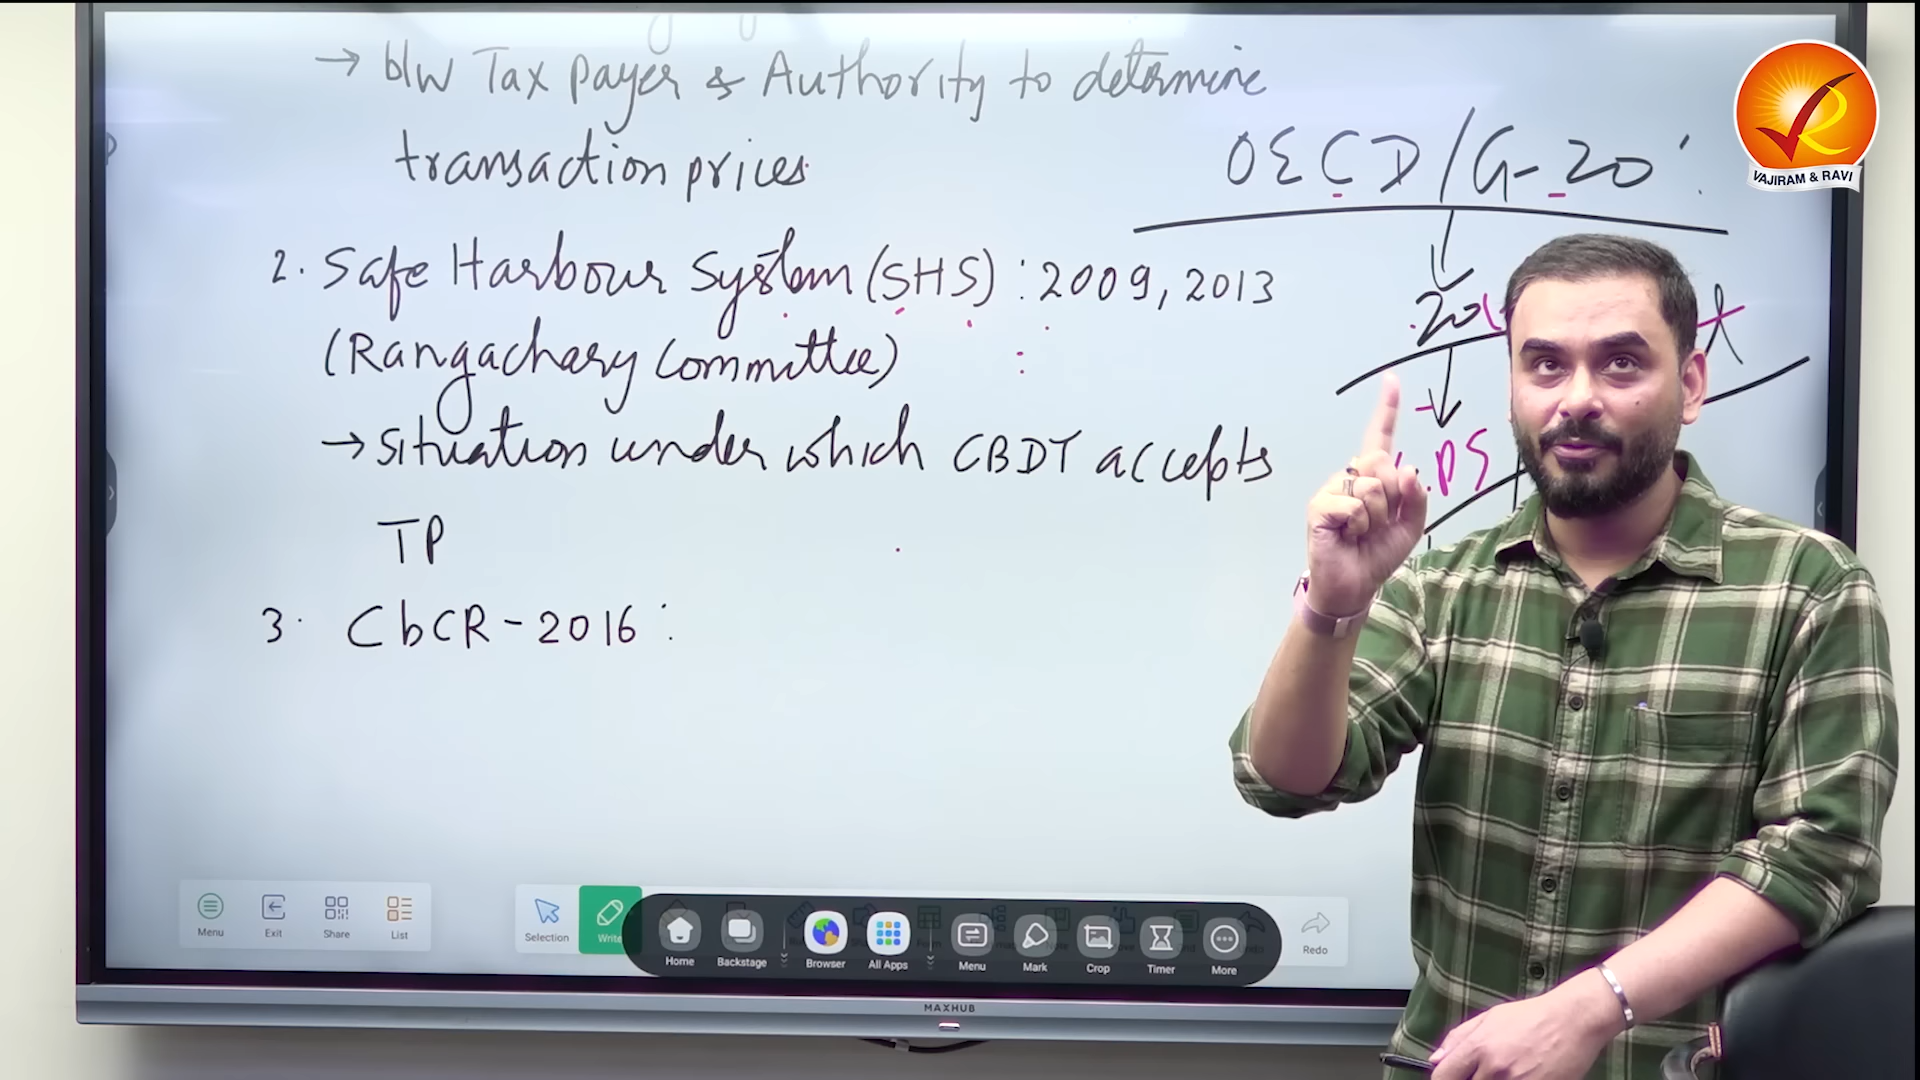 → b/w Tax payer & Authority to determine
transaction prices
2. Safe Harbour System (SHS) : 2009, 2013
(Rangachary Committee) :
→ situation under which CBDT accepts
TP
3. CbCR - 2016 :
OECD/G-20
VAJIRAM & RAVI
Menu
Exit
Share
List
Selection
Write
Home
Backstage
Browser
All Apps
Menu
Mark
Crop
Timer
More
Redo
MAXHUB